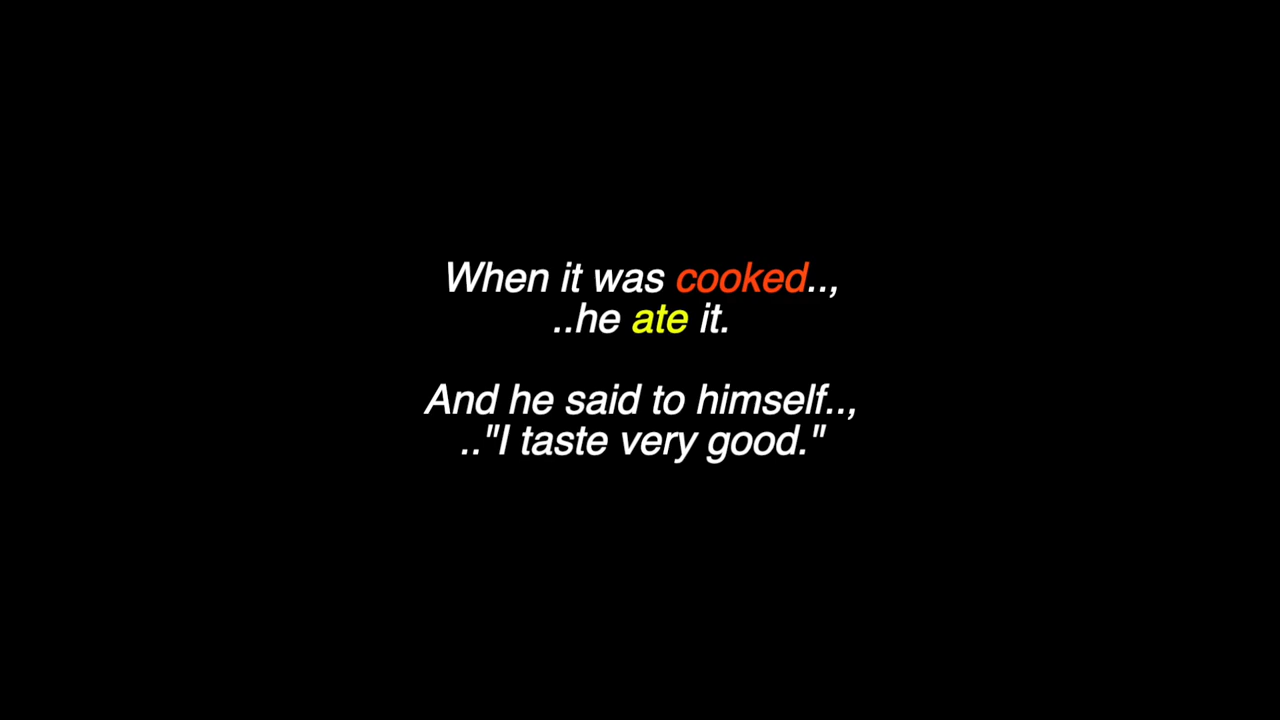 When it was cooked..,
..he ate it.
And he said to himself..,
.."I taste very good."